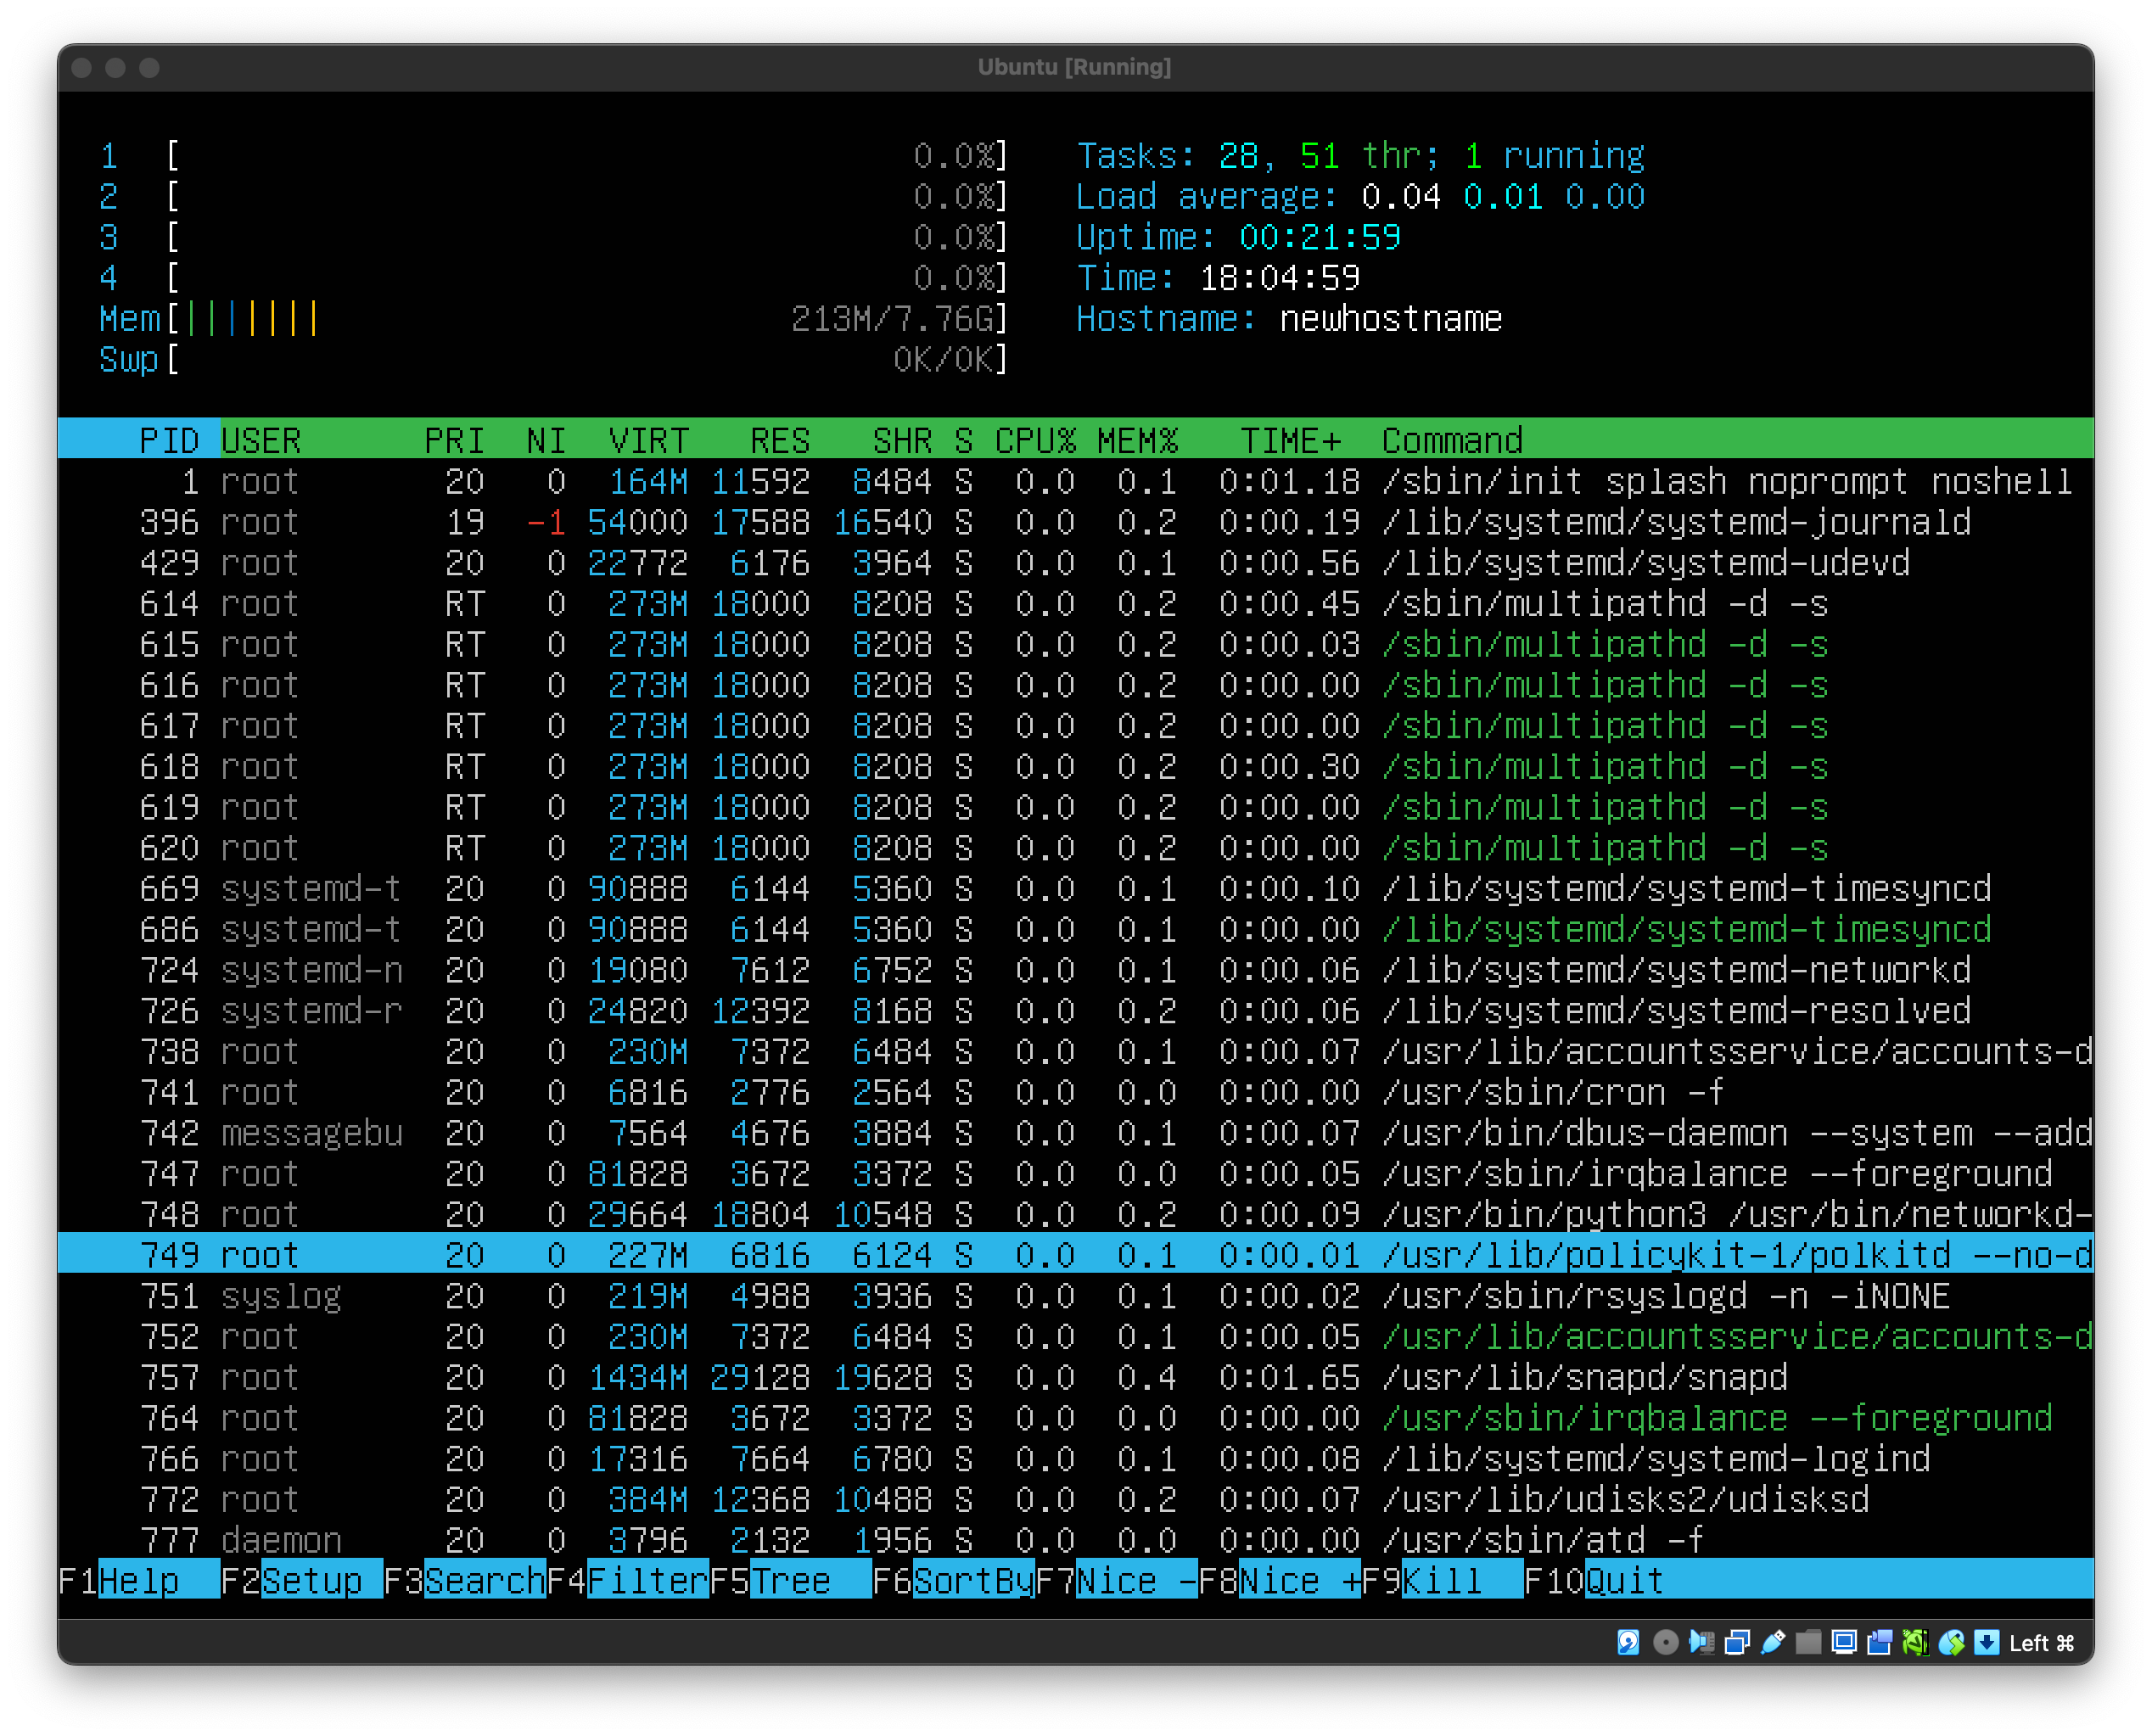 Ubuntu [Running]
1 [ 0.0%] Tasks: 28, 51 thr; 1 running
2 [ 0.0%] Load average: 0.04 0.01 0.00
3 [ 0.0%] Uptime: 00:21:59
4 [ 0.0%] Time: 18:04:59
Mem[||||||| 213M/7.76G] Hostname: newhostname
Swp[ 0K/0K]
PID USER PRI NI VIRT RES SHR S CPU% MEM% TIME+ Command
1 root 20 0 164M 11592 8484 S 0.0 0.1 0:01.18 /sbin/init splash noprompt noshell
396 root 19 -1 54000 17588 16540 S 0.0 0.2 0:00.19 /lib/systemd/systemd-journald
429 root 20 0 22772 6176 3964 S 0.0 0.1 0:00.56 /lib/systemd/systemd-udevd
614 root RT 0 273M 18000 8208 S 0.0 0.2 0:00.45 /sbin/multipathd -d -s
615 root RT 0 273M 18000 8208 S 0.0 0.2 0:00.03 /sbin/multipathd -d -s
616 root RT 0 273M 18000 8208 S 0.0 0.2 0:00.00 /sbin/multipathd -d -s
617 root RT 0 273M 18000 8208 S 0.0 0.2 0:00.00 /sbin/multipathd -d -s
618 root RT 0 273M 18000 8208 S 0.0 0.2 0:00.30 /sbin/multipathd -d -s
619 root RT 0 273M 18000 8208 S 0.0 0.2 0:00.00 /sbin/multipathd -d -s
620 root RT 0 273M 18000 8208 S 0.0 0.2 0:00.00 /sbin/multipathd -d -s
669 systemd-t 20 0 90888 6144 5360 S 0.0 0.1 0:00.10 /lib/systemd/systemd-timesyncd
686 systemd-t 20 0 90888 6144 5360 S 0.0 0.1 0:00.00 /lib/systemd/systemd-timesyncd
724 systemd-n 20 0 19080 7612 6752 S 0.0 0.1 0:00.06 /lib/systemd/systemd-networkd
726 systemd-r 20 0 24820 12392 8168 S 0.0 0.2 0:00.06 /lib/systemd/systemd-resolved
738 root 20 0 230M 7372 6484 S 0.0 0.1 0:00.07 /usr/lib/accountsservice/accounts-d
741 root 20 0 6816 2776 2564 S 0.0 0.0 0:00.00 /usr/sbin/cron -f
742 messagebu 20 0 7564 4676 3884 S 0.0 0.1 0:00.07 /usr/bin/dbus-daemon --system --add
747 root 20 0 81828 3672 3372 S 0.0 0.0 0:00.05 /usr/sbin/irqbalance --foreground
748 root 20 0 29664 18804 10548 S 0.0 0.2 0:00.09 /usr/bin/python3 /usr/bin/networkd-
749 root 20 0 227M 6816 6124 S 0.0 0.1 0:00.01 /usr/lib/policykit-1/polkitd --no-d
751 syslog 20 0 219M 4988 3936 S 0.0 0.1 0:00.02 /usr/sbin/rsyslogd -n -iNONE
752 root 20 0 230M 7372 6484 S 0.0 0.1 0:00.05 /usr/lib/accountsservice/accounts-d
757 root 20 0 1434M 29128 19628 S 0.0 0.4 0:01.65 /usr/lib/snapd/snapd
764 root 20 0 81828 3672 3372 S 0.0 0.0 0:00.00 /usr/sbin/irqbalance --foreground
766 root 20 0 17316 7664 6780 S 0.0 0.1 0:00.08 /lib/systemd/systemd-logind
772 root 20 0 384M 12368 10488 S 0.0 0.2 0:00.07 /usr/lib/udisks2/udisksd
777 daemon 20 0 3796 2132 1956 S 0.0 0.0 0:00.00 /usr/sbin/atd -f
F1Help F2Setup F3SearchF4FilterF5Tree F6SortByF7Nice -F8Nice +F9Kill F10Quit
Left ⌘